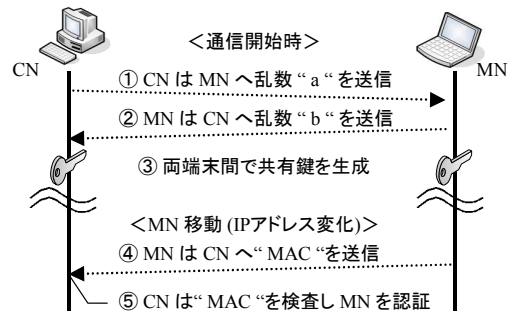 ＜通信開始時＞
CN
MN
① CN は MN へ乱数 “ a “ を送信
② MN は CN へ乱数 “ b “ を送信
③ 両端末間で共有鍵を生成
＜MN 移動 (IPアドレス変化)＞
④ MN は CN へ“ MAC “を送信
⑤ CN は“ MAC “を検査し MN を認証